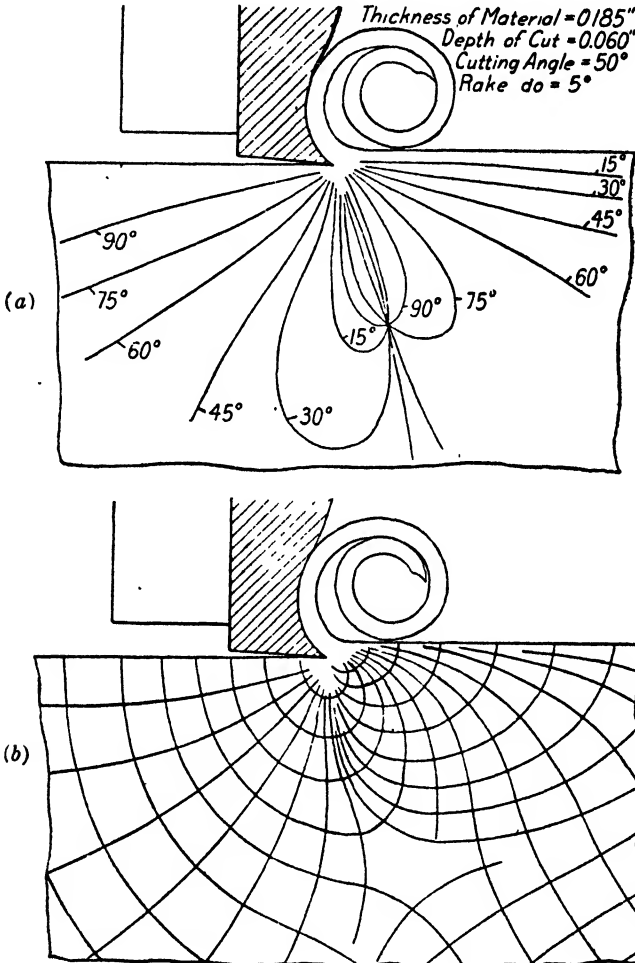 Thickness of Material = 0185"
Depth of Cut = 0.060"
Cutting Angle = 50°
Rake do = 5°
15°
30°
45°
60°
90°
75°
60°
45°
30°
15°
90°
75°
(a)
(b)